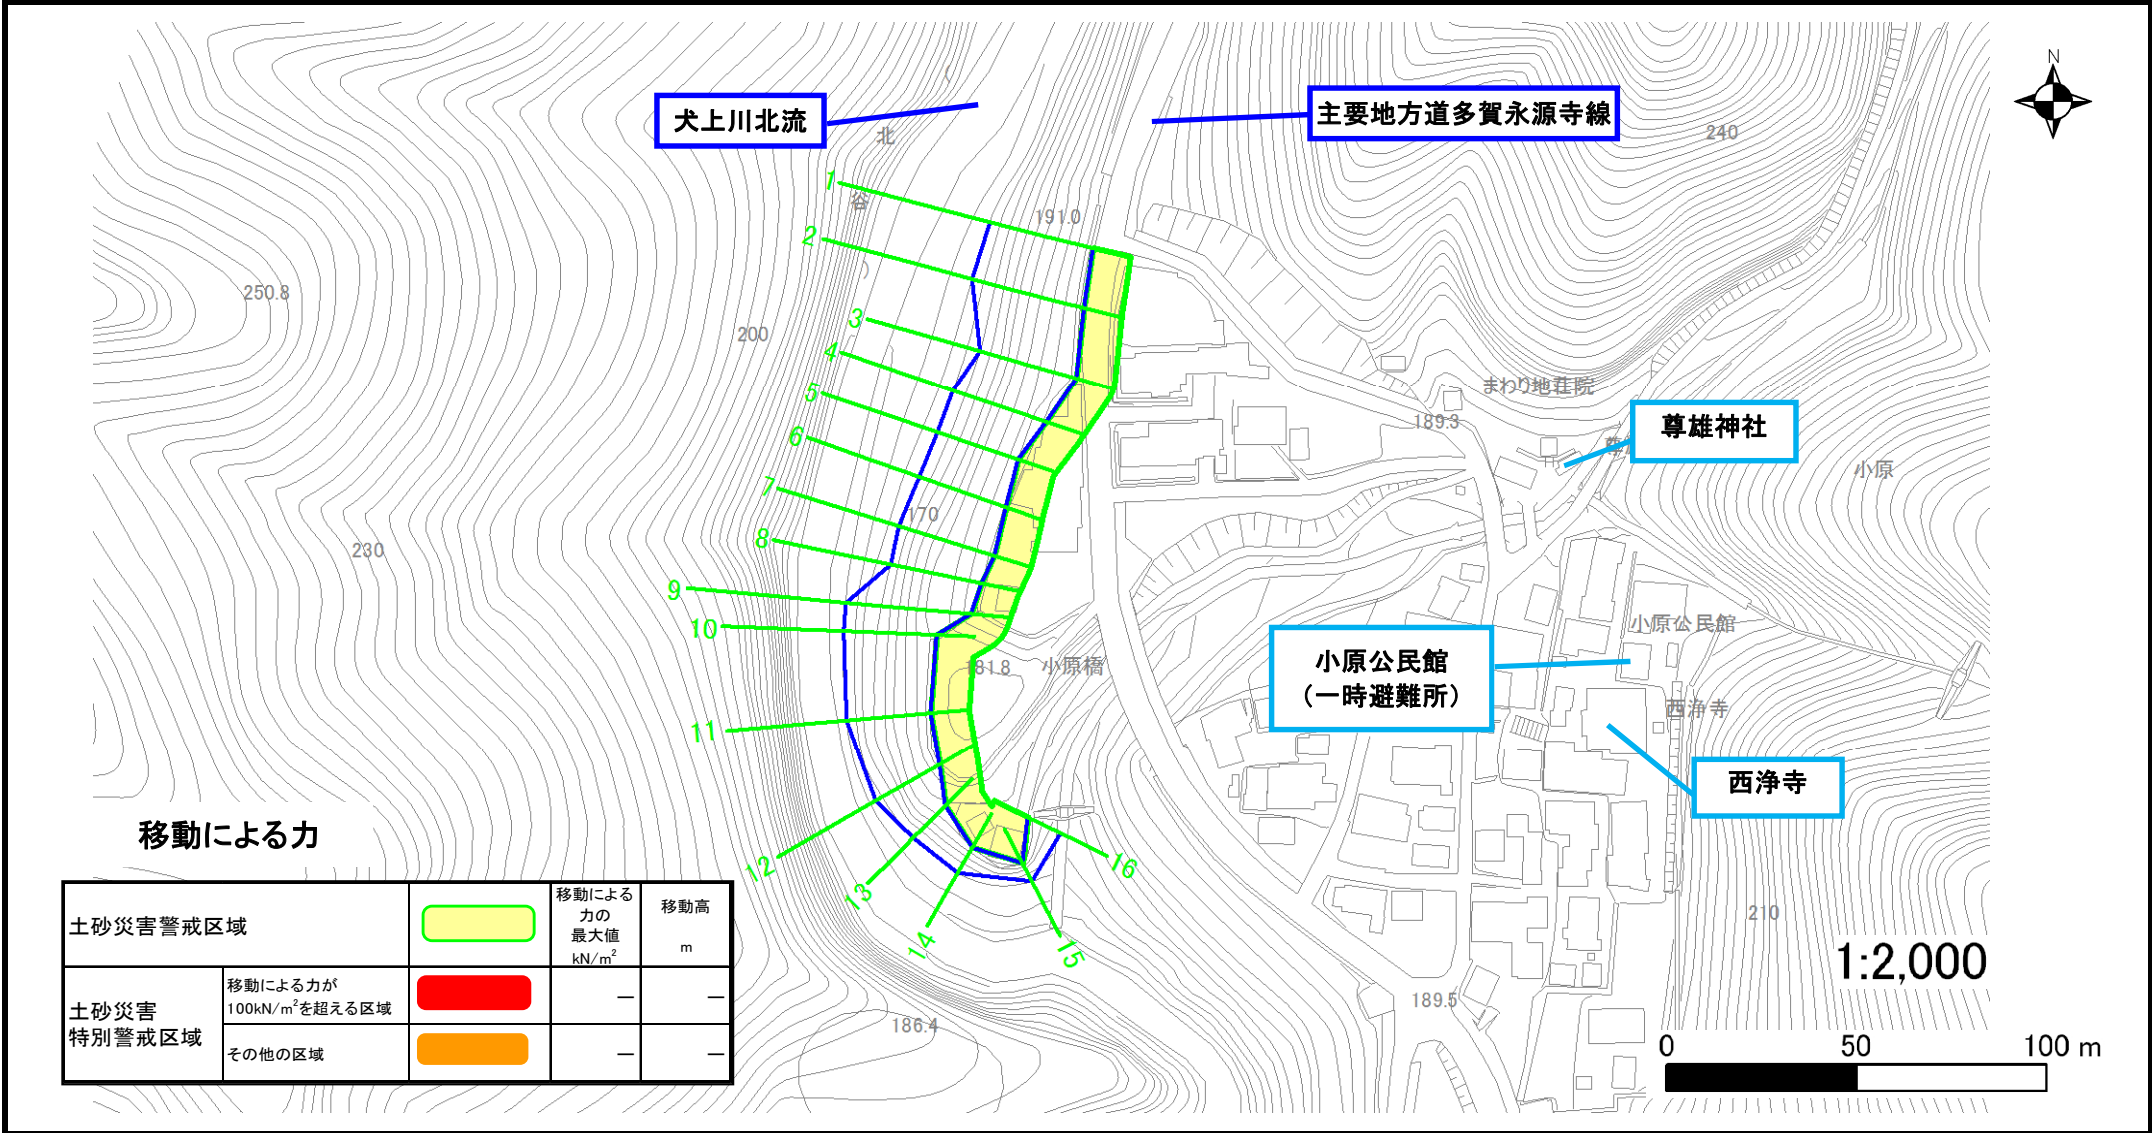 N
犬上川北流
主要地方道多賀永源寺線
北
谷
240
191.0
1
2
3
4
5
6
7
8
9
10
11
12
13
14
15
16
250.8
200
170
230
181.8
小原橋
まわり地荘院
189.3
尊雄神社
小原
小原公民館
小原公民館
（一時避難所）
西浄寺
西浄寺
210
189.5
186.4
移動による力
土砂災害警戒区域
移動による
力の
最大値
kN/m²
移動高
m
土砂災害
特別警戒区域
移動による力が
100kN/m²を超える区域
－
－
その他の区域
－
－
1:2,000
0 50 100 m